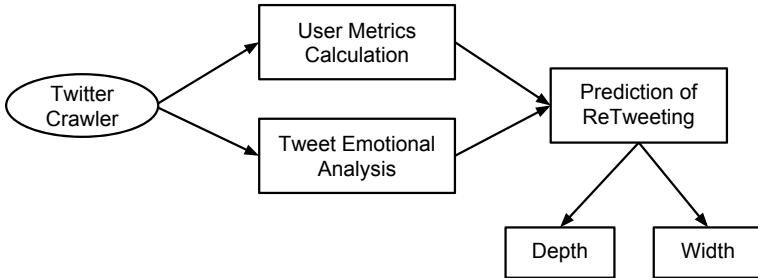 Twitter
Crawler
User Metrics
Calculation
Tweet Emotional
Analysis
Prediction of
ReTweeting
Depth
Width